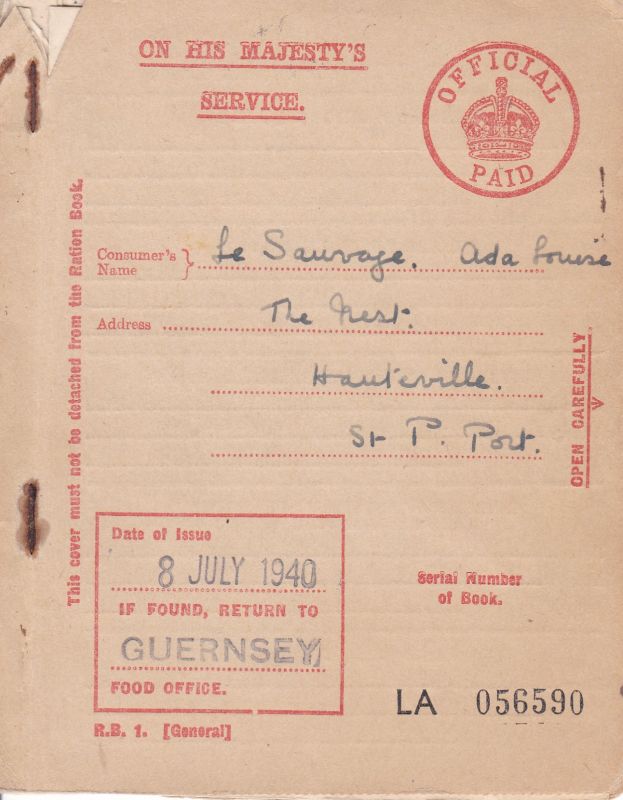 ON HIS MAJESTY'S
SERVICE.
OFFICIAL
PAID
This cover must not be detached from the Ration Book.
Consumer's
Name
Le Sauvage. Ada Louise
Address
The Nest.
Hauteville.
St P. Port.
OPEN CAREFULLY
Date of Issue
8 JULY 1940
IF FOUND, RETURN TO
GUERNSEY
FOOD OFFICE.
R.B. 1. [General]
Serial Number
of Book.
LA 056590